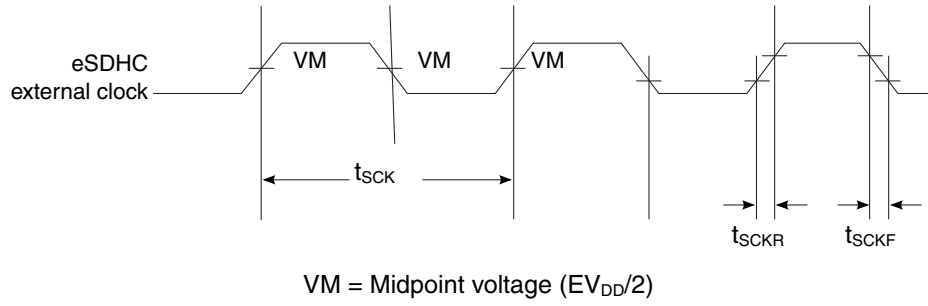 eSDHC
external clock
VM VM VM
tSCK
tSCKR tSCKF
VM = Midpoint voltage (EVDD/2)